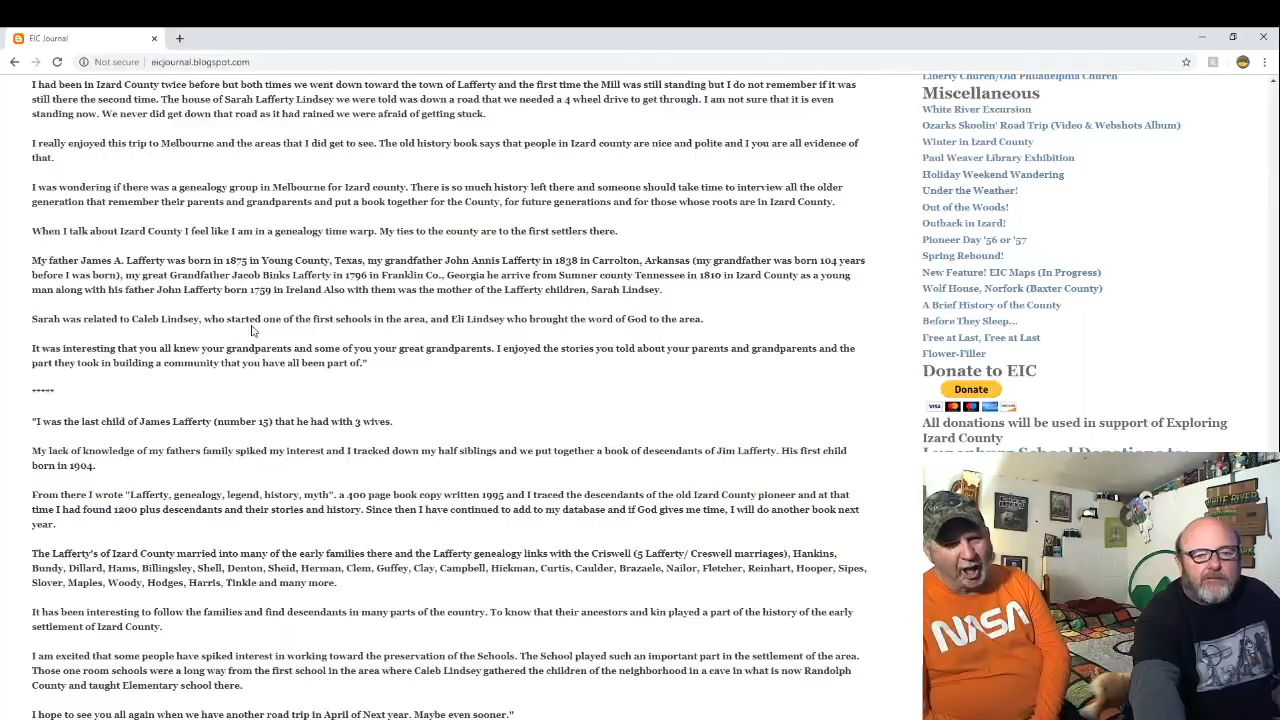 EIC Journal
Not secure
eicjournal.blogspot.com
I had been in Izard County twice before but both times we went down toward the town of Lafferty and the first time the Mill was still standing but I do not remember if it was
still there the second time. The house of Sarah Lafferty Lindsey we were told was down a road that we needed a 4 wheel drive to get through. I am not sure that it is even
standing now. We never did get down that road as it had rained we were afraid of getting stuck.
I really enjoyed this trip to Melbourne and the areas that I did get to see. The old history book says that people in Izard county are nice and polite and I you are all evidence of
that.
I was wondering if there was a genealogy group in Melbourne for Izard county. There is so much history left there and someone should take time to interview all the older
generation that remember their parents and grandparents and put a book together for the County, for future generations and for those whose roots are in Izard County.
When I talk about Izard County I feel like I am in a genealogy time warp. My ties to the county are to the first settlers there.
My father James A. Lafferty was born in 1875 in Young County, Texas, my grandfather John Annis Lafferty in 1838 in Carrolton, Arkansas (my grandfather was born 104 years
before I was born), my great Grandfather Jacob Binks Lafferty in 1796 in Franklin Co., Georgia he arrive from Sumner county Tennessee in 1810 in Izard County as a young
man along with his father John Lafferty born 1759 in Ireland Also with them was the mother of the Lafferty children, Sarah Lindsey.
Sarah was related to Caleb Lindsey, who started one of the first schools in the area, and Eli Lindsey who brought the word of God to the area.
It was interesting that you all knew your grandparents and some of you your great grandparents. I enjoyed the stories you told about your parents and grandparents and the
part they took in building a community that you have all been part of."
*****
"I was the last child of James Lafferty (number 15) that he had with 3 wives.
My lack of knowledge of my fathers family spiked my interest and I tracked down my half siblings and we put together a book of descendants of Jim Lafferty. His first child
born in 1904.
From there I wrote "Lafferty, genealogy, legend, history, myth". a 400 page book copy written 1995 and I traced the descendants of the old Izard County pioneer and at that
time I had found 1200 plus descendants and their stories and history. Since then I have continued to add to my database and if God gives me time, I will do another book next
year.
The Lafferty's of Izard County married into many of the early families there and the Lafferty genealogy links with the Criswell (5 Lafferty/ Creswell marriages), Hankins,
Bundy, Dillard, Hams, Billingsley, Shell, Denton, Sheid, Herman, Clem, Guffey, Clay, Campbell, Hickman, Curtis, Caulder, Brazaele, Nailor, Fletcher, Reinhart, Hooper, Sipes,
Slover, Maples, Woody, Hodges, Harris, Tinkle and many more.
It has been interesting to follow the families and find descendants in many parts of the country. To know that their ancestors and kin played a part of the history of the early
settlement of Izard County.
I am excited that some people have spiked interest in working toward the preservation of the Schools. The School played such an important part in the settlement of the area.
Those one room schools were a long way from the first school in the area where Caleb Lindsey gathered the children of the neighborhood in a cave in what is now Randolph
County and taught Elementary school there.
I hope to see you all again when we have another road trip in April of Next year. Maybe even sooner."
Liberty Church/Old Philadelphia Church
Miscellaneous
White River Excursion
Ozarks Skoolin' Road Trip (Video & Webshots Album)
Winter in Izard County
Paul Weaver Library Exhibition
Holiday Weekend Wandering
Under the Weather!
Out of the Woods!
Outback in Izard!
Pioneer Day '56 or '57
Spring Rebound!
New Feature! EIC Maps (In Progress)
Wolf House, Norfork (Baxter County)
A Brief History of the County
Before They Sleep...
Free at Last, Free at Last
Flower-Filler
Donate to EIC
Donate
VISA
All donations will be used in support of Exploring
Izard County
Lunenburg School Donations to:
NASA
WHITE RIVER